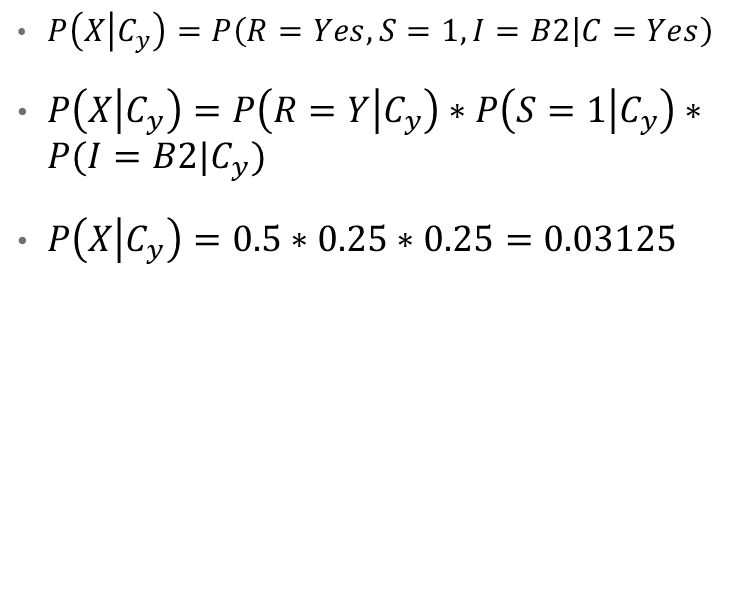 • P(X|C_y) = P(R = Yes, S = 1, I = B2|C = Yes)
• P(X|C_y) = P(R = Y|C_y) ∗ P(S = 1|C_y) ∗
P(I = B2|C_y)
• P(X|C_y) = 0.5 ∗ 0.25 ∗ 0.25 = 0.03125